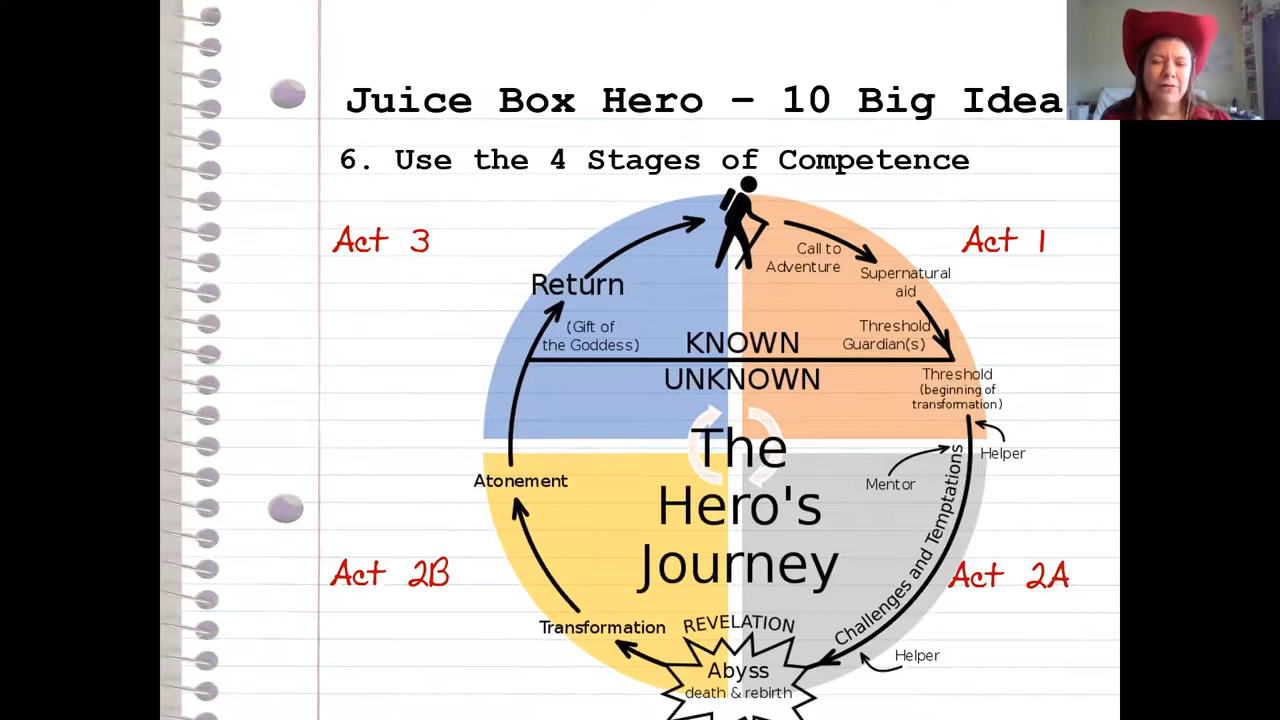 Juice Box Hero – 10 Big Idea
6. Use the 4 Stages of Competence
Act 3
Act 1
Call to
Adventure
Supernatural
aid
Return
(Gift of
the Goddess)
Threshold
Guardian(s)
KNOWN
UNKNOWN
Threshold
(beginning of
transformation)
Helper
Mentor
The
Hero's
Journey
Atonement
Challenges and Temptations
Act 2B
Act 2A
Transformation
REVELATION
Helper
Abyss
death & rebirth